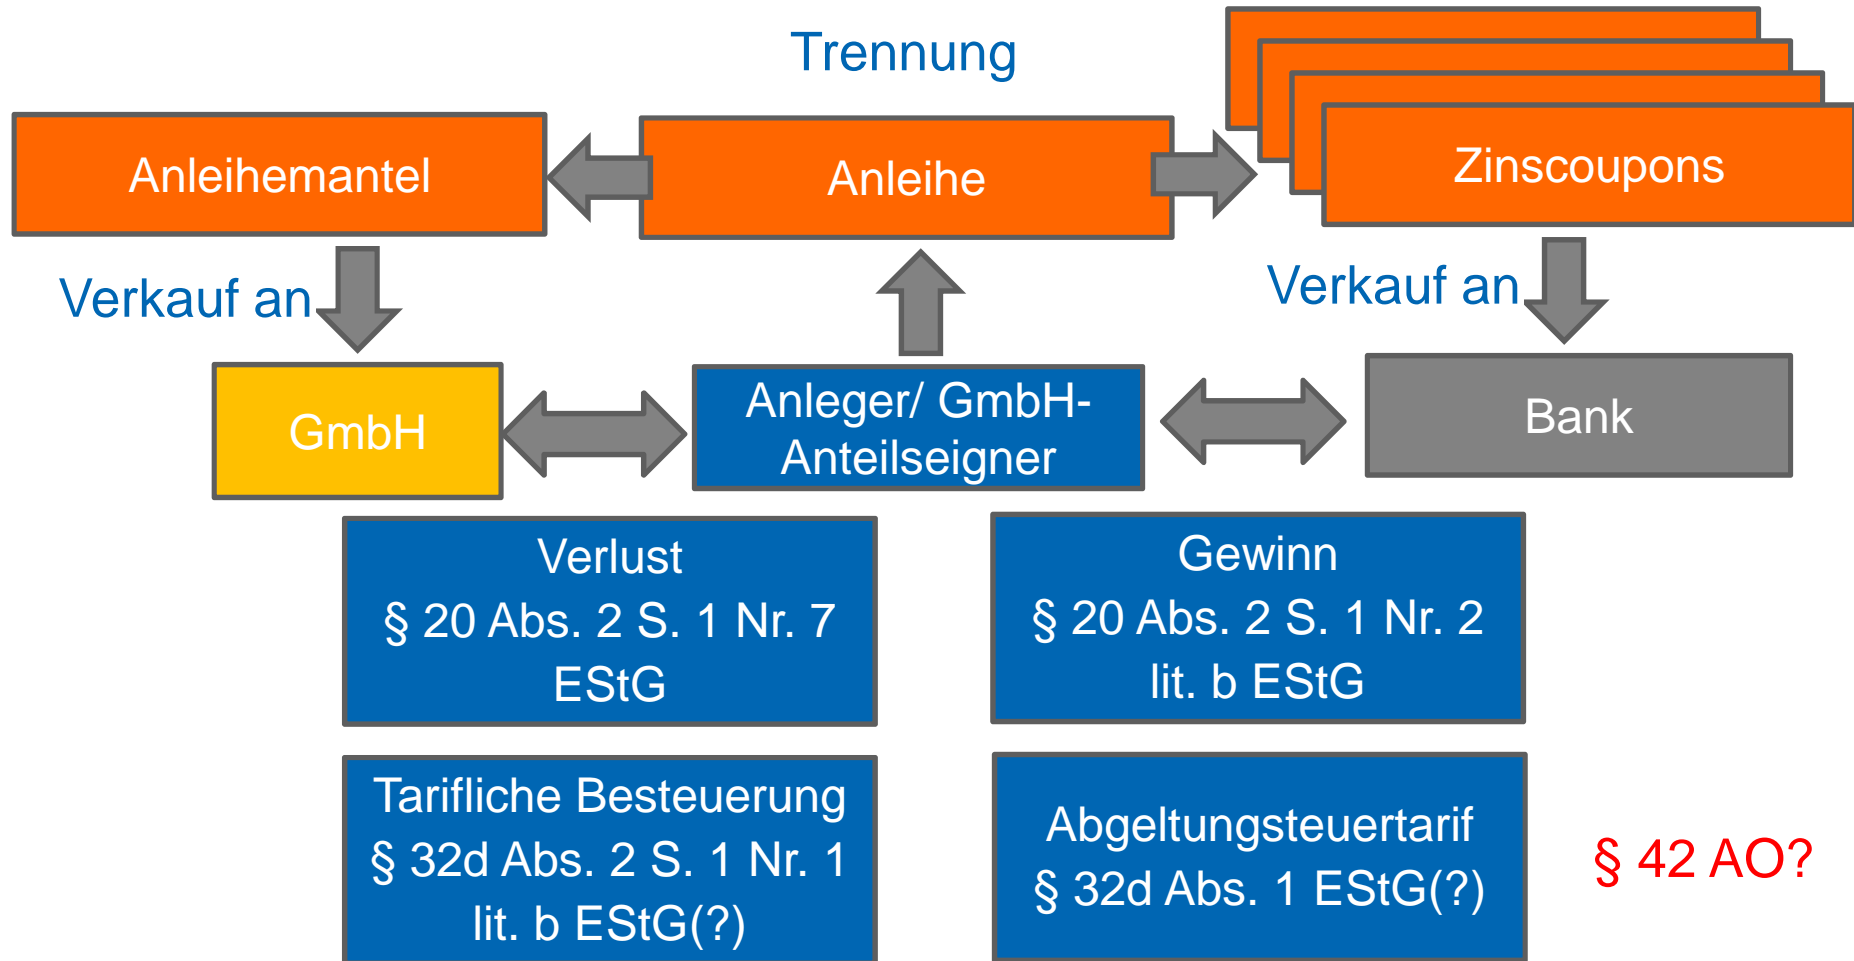 Trennung
Anleihemantel
Anleihe
Zinscoupons
Verkauf an
Verkauf an
GmbH
Anleger/ GmbH-
Anteilseigner
Bank
Verlust
§ 20 Abs. 2 S. 1 Nr. 7
EStG
Gewinn
§ 20 Abs. 2 S. 1 Nr. 2
lit. b EStG
Tarifliche Besteuerung
§ 32d Abs. 2 S. 1 Nr. 1
lit. b EStG(?)
Abgeltungsteuertarif
§ 32d Abs. 1 EStG(?)
§ 42 AO?